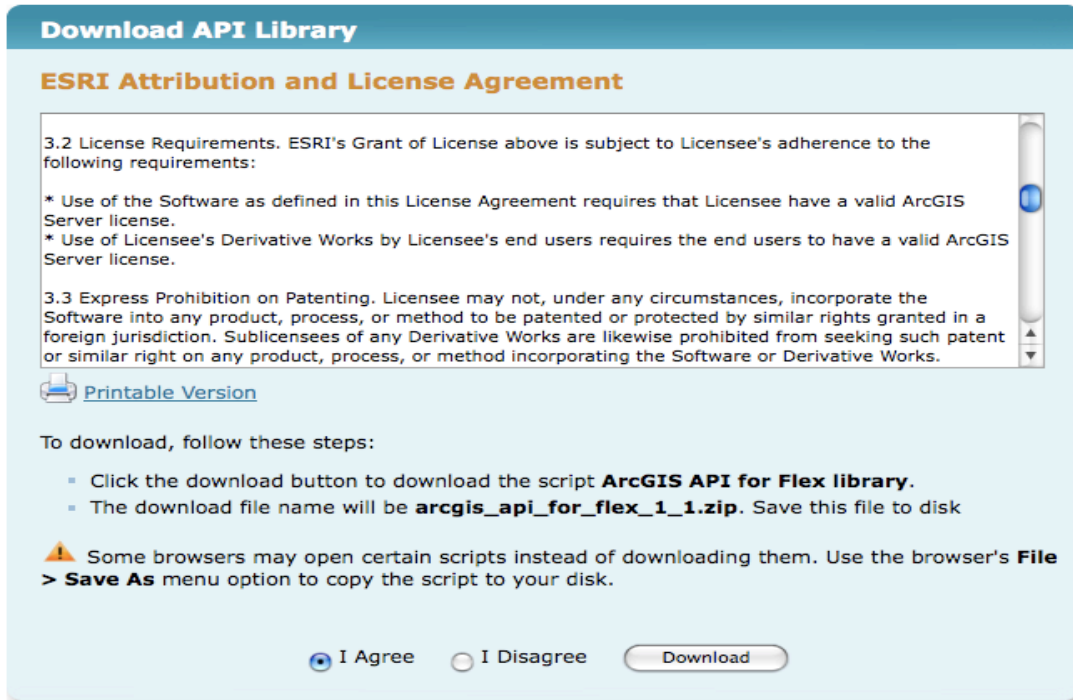 Download API Library
ESRI Attribution and License Agreement
3.2 License Requirements. ESRI's Grant of License above is subject to Licensee's adherence to the
following requirements:
* Use of the Software as defined in this License Agreement requires that Licensee have a valid ArcGIS
Server license.
* Use of Licensee's Derivative Works by Licensee's end users requires the end users to have a valid ArcGIS
Server license.
3.3 Express Prohibition on Patenting. Licensee may not, under any circumstances, incorporate the
Software into any product, process, or method to be patented or protected by similar rights granted in a
foreign jurisdiction. Sublicensees of any Derivative Works are likewise prohibited from seeking such patent
or similar right on any product, process, or method incorporating the Software or Derivative Works.
Printable Version
To download, follow these steps:
Click the download button to download the script ArcGIS API for Flex library.
The download file name will be arcgis_api_for_flex_1_1.zip. Save this file to disk
Some browsers may open certain scripts instead of downloading them. Use the browser's File
> Save As menu option to copy the script to your disk.
I Agree I Disagree Download